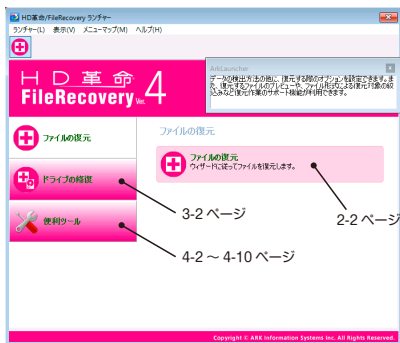 HD革命/FileRecovery ランチャー
ランチャー(L) 表示(V) メニューマップ(M) ヘルプ(H)
HD革命
FileRecovery Ver. 4
ArkLauncher
データの検出方法の他に、復元する際のオプションを設定できます。ま
た、復元するファイルのプレビューや、ファイル形式による復元対象の絞
込みなど復元作業のサポート機能が利用できます。
ファイルの復元
ファイルの復元
ファイルの復元
ウィザードに従ってファイルを復元します。
ドライブの修復
3-2 ページ
2-2 ページ
便利ツール
4-2 ～ 4-10 ページ
Copyright © ARK Information Systems Inc. All Rights Reserved.